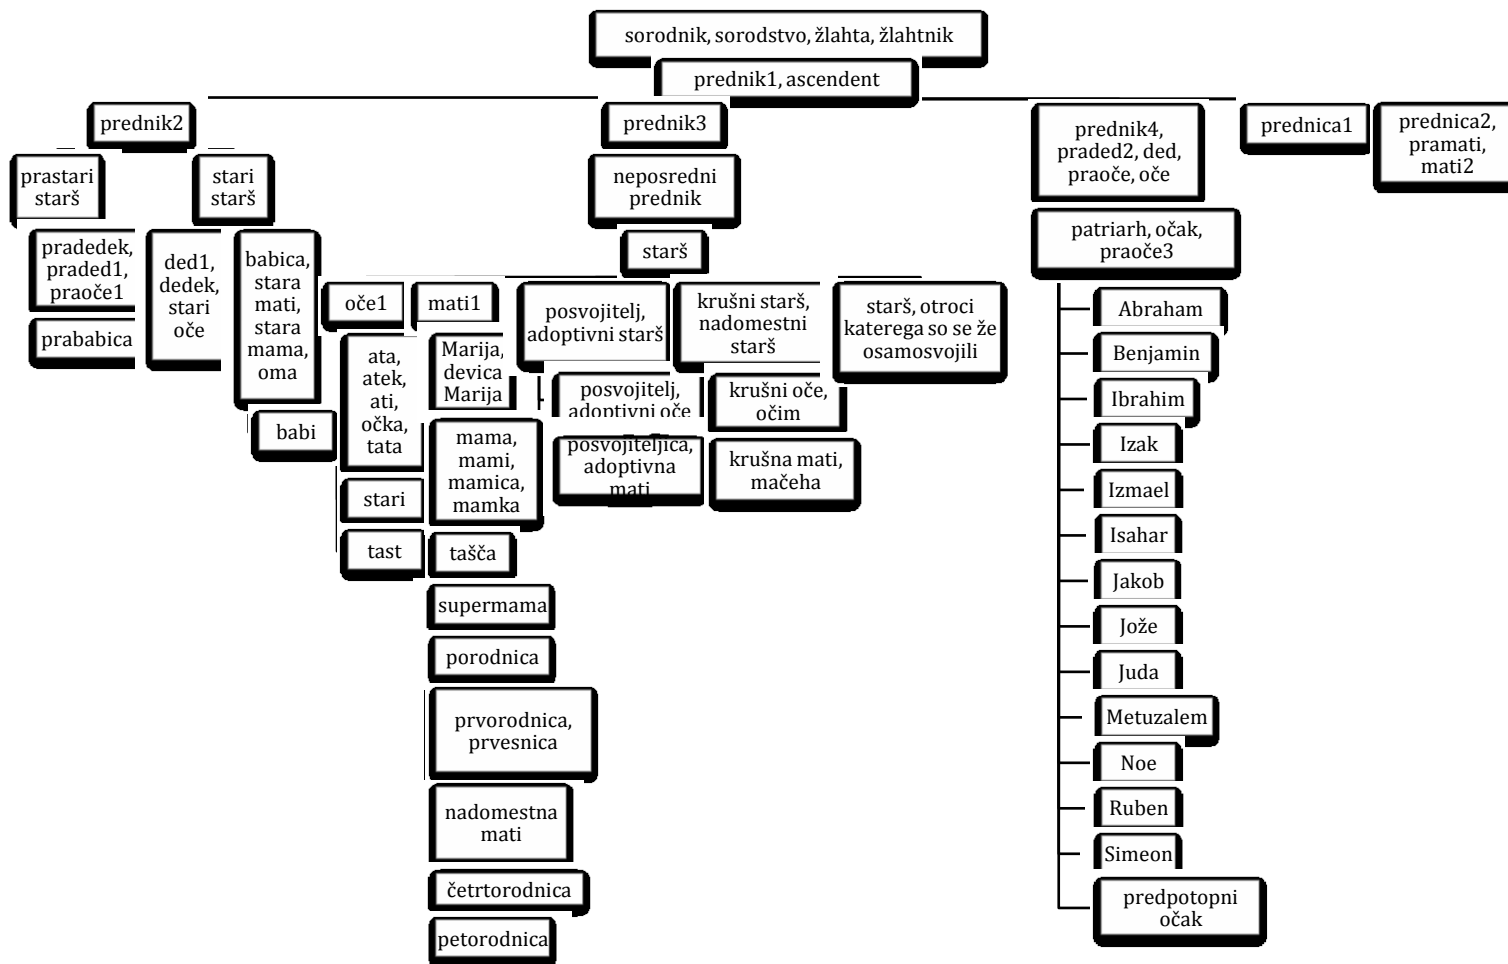 sorodnik, sorodstvo, žlahta, žlahtnik
prednik1, ascendent
prednik2
prastari
starš
pradedek,
praded1,
praoče1
prababica
stari
starš
ded1,
dedek,
stari
oče
babica,
stara
mati,
stara
mama,
oma
babi
prednik3
neposredni
prednik
starš
oče1
ata,
atek,
ati,
očka,
tata
stari
tast
mati1
Marija,
devica
Marija
mama,
mami,
mamica,
mamka
tašča
supermama
porodnica
prvorodnica,
prvesnica
nadomestna
mati
četrtorodnica
petorodnica
posvojitelj,
adoptivni starš
posvojitelj,
adoptivni oče
posvojiteljica,
adoptivna
mati
krušni starš,
nadomestni
starš
krušni oče,
očim
krušna mati,
mačeha
starš, otroci
katerega so se že
osamosvojili
prednik4,
praded2, ded,
praoče, oče
patriarh, očak,
praoče3
Abraham
Benjamin
Ibrahim
Izak
Izmael
Isahar
Jakob
Jože
Juda
Metuzalem
Noe
Ruben
Simeon
predpotopni
očak
prednica1
prednica2,
pramati,
mati2